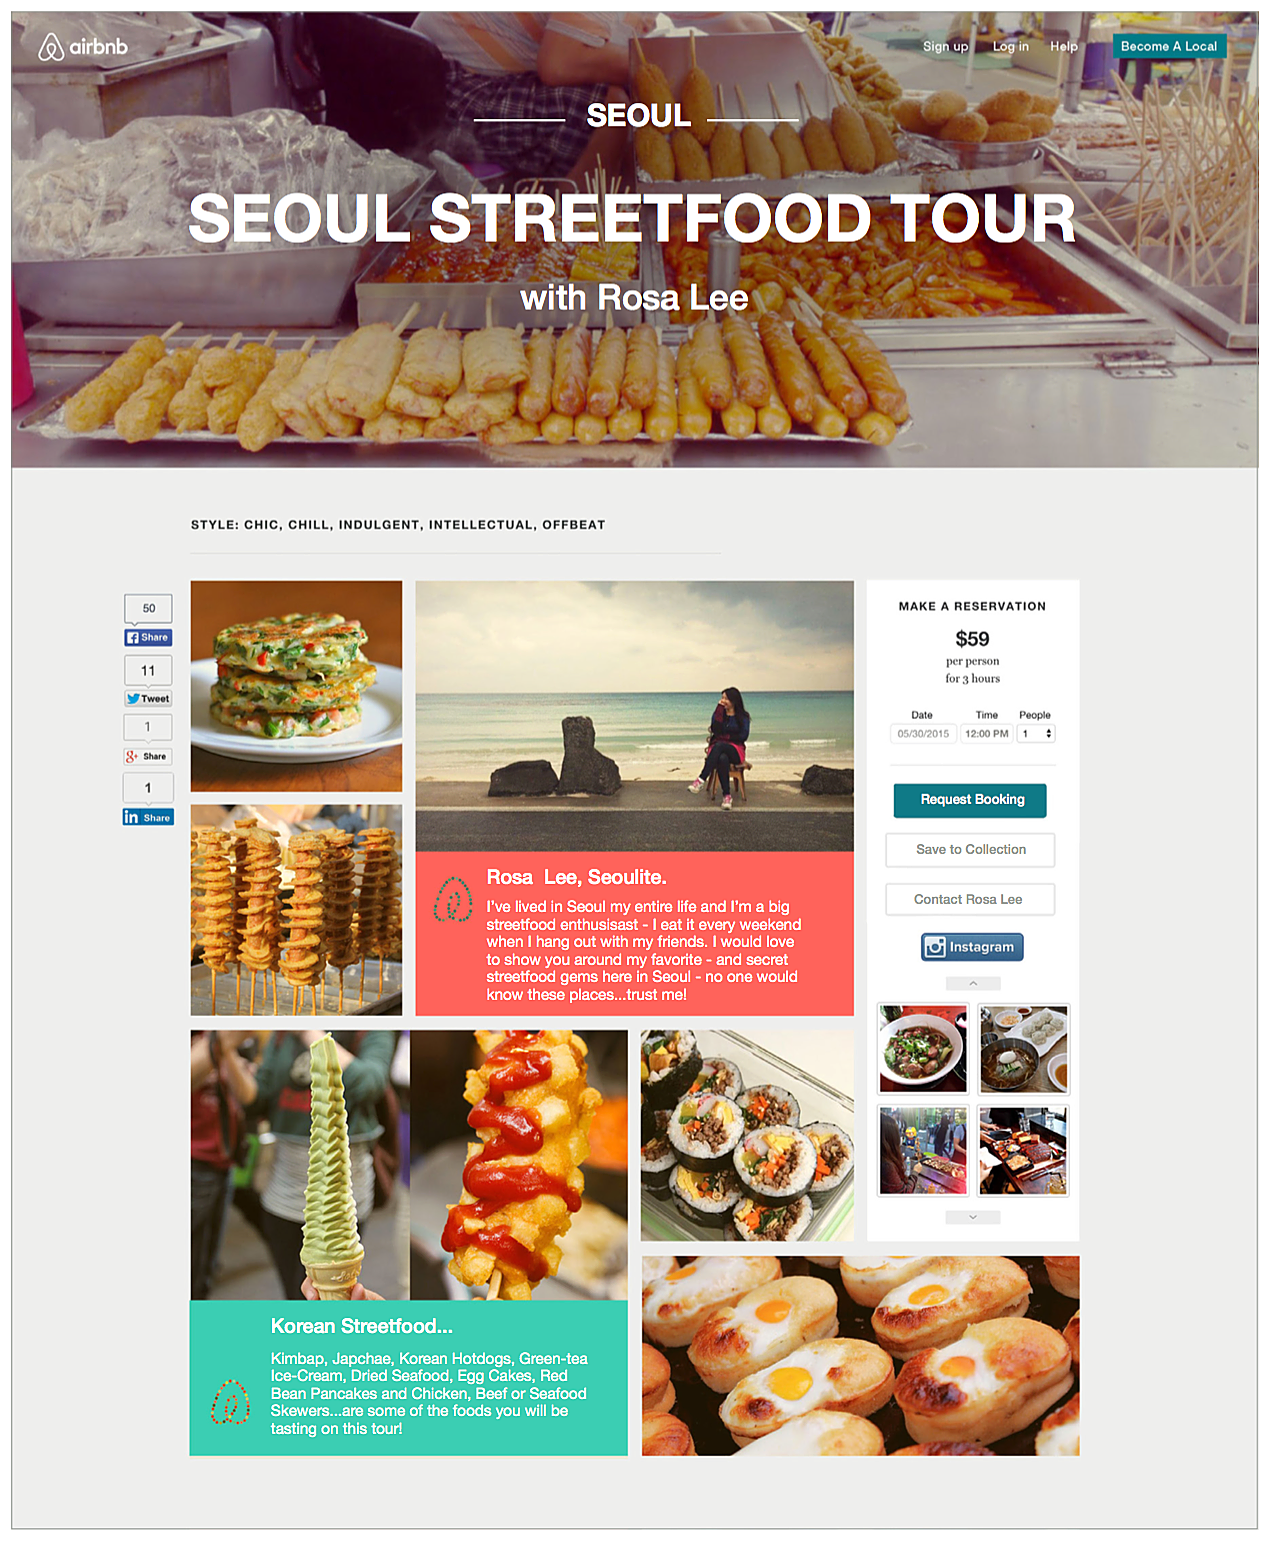 airbnb
Sign up
Log in
Help
Become A Local
SEOUL
SEOUL STREETFOOD TOUR
with Rosa Lee
STYLE: CHIC, CHILL, INDULGENT, INTELLECTUAL, OFFBEAT
50
Share
11
Tweet
1
Share
1
Share
Rosa Lee, Seoulite.
I've lived in Seoul my entire life and I'm a big
streetfood enthusisast - I eat it every weekend
when I hang out with my friends. I would love
to show you around my favorite - and secret
streetfood gems here in Seoul - no one would
know these places...trust me!
MAKE A RESERVATION
$59
per person
for 3 hours
Date
Time
People
05/30/2015
12:00 PM
1
Request Booking
Save to Collection
Contact Rosa Lee
Instagram
Korean Streetfood...
Kimbap, Japchae, Korean Hotdogs, Green-tea
Ice-Cream, Dried Seafood, Egg Cakes, Red
Bean Pancakes and Chicken, Beef or Seafood
Skewers...are some of the foods you will be
tasting on this tour!